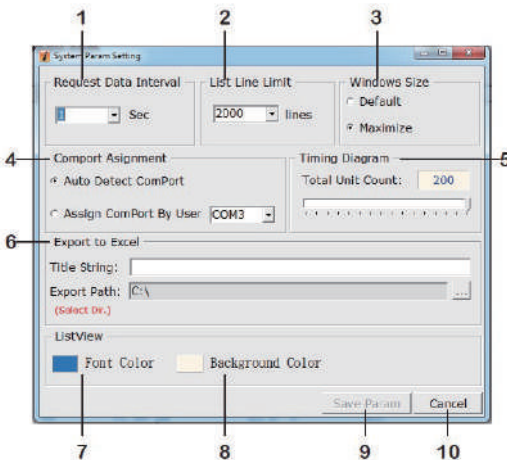 1 2 3
System Param Setting
Request Data Interval List Line Limit Windows Size
1 Sec 2000 lines Default
Maximize
4 Comport Asignment Timing Diagram 5
Auto Detect ComPort Total Unit Count: 200
Assign ComPort By User COM3
6 Export to Excel
Title String:
Export Path: C:\ ...
(Select Dir.)
ListView
Font Color Background Color
Save Param Cancel
7 8 9 10